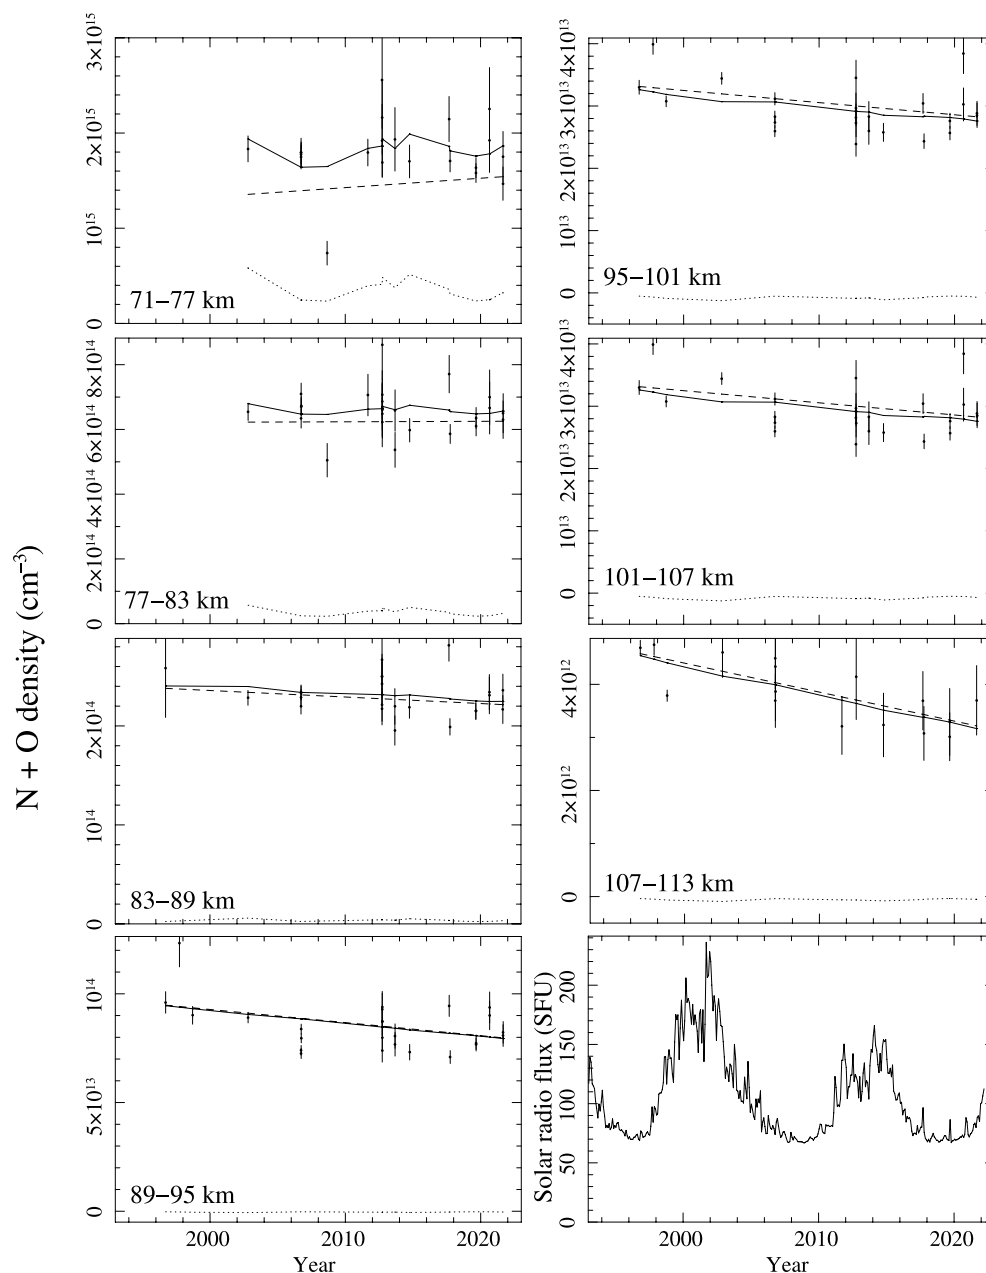 N + O density (cm⁻³)
3×10¹⁵
2×10¹⁵
10¹⁵
0
71−77 km
8×10¹⁴
6×10¹⁴
4×10¹⁴
2×10¹⁴
0
77−83 km
2×10¹⁴
10¹⁴
0
83−89 km
10¹⁴
5×10¹³
0
89−95 km
2000 2010 2020
Year
4×10¹³
3×10¹³
2×10¹³
10¹³
0
95−101 km
4×10¹³
3×10¹³
2×10¹³
10¹³
0
101−107 km
4×10¹²
2×10¹²
0
107−113 km
Solar radio flux (SFU)
200
150
100
50
0
2000 2010 2020
Year